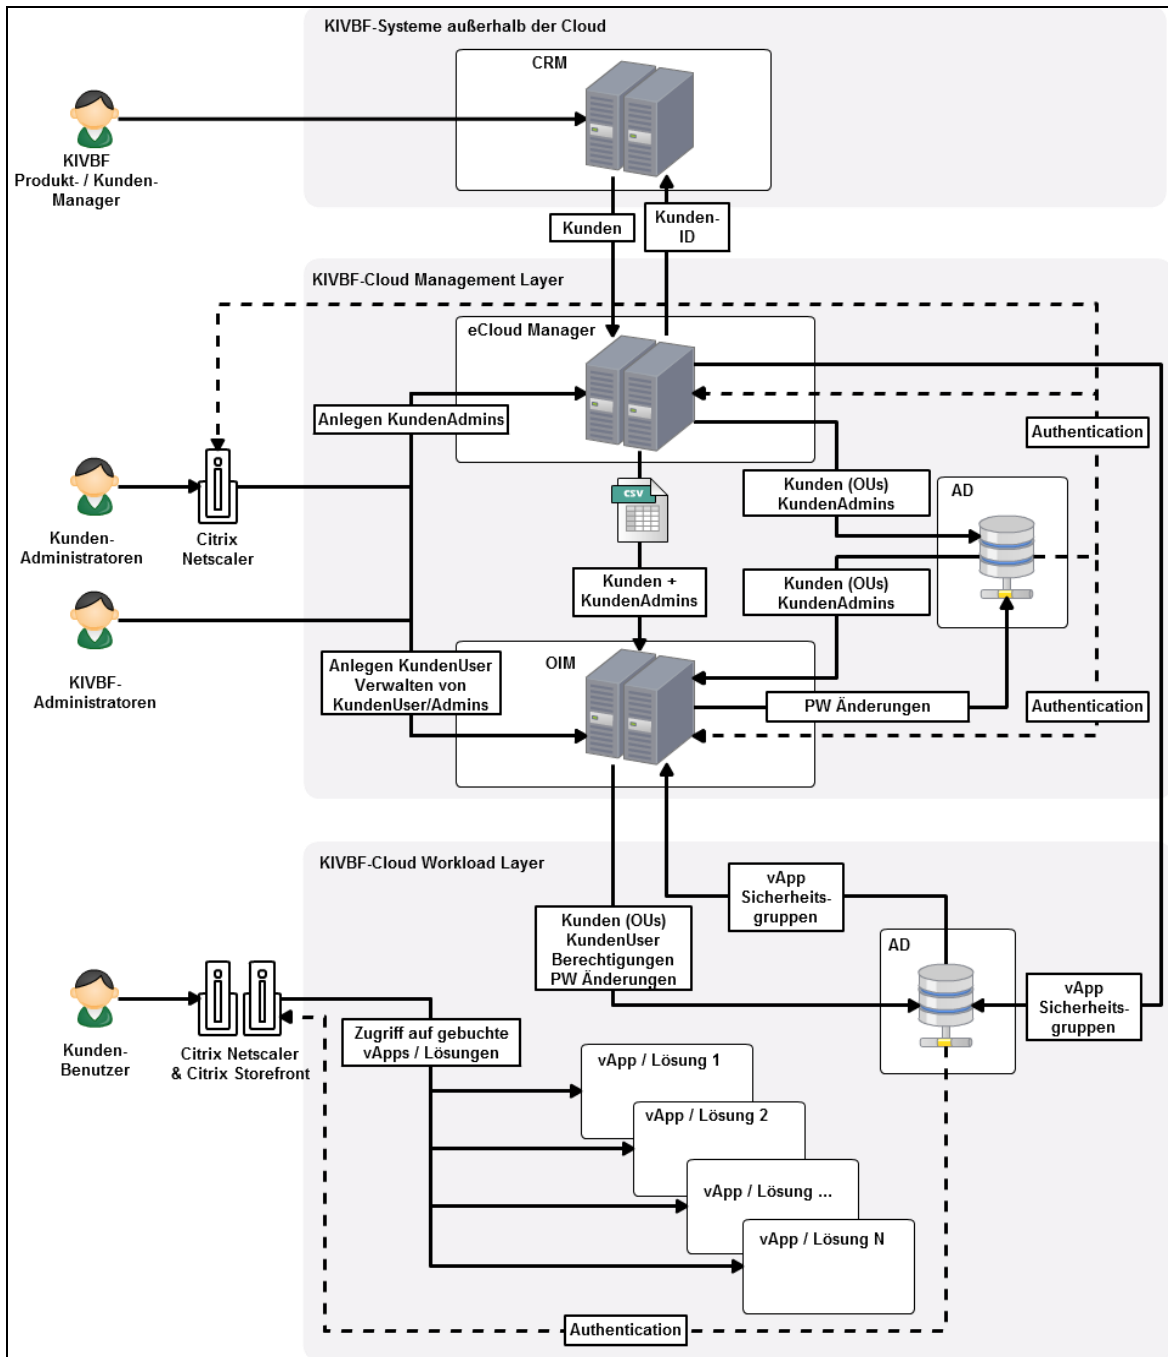 KIVBF-Systeme außerhalb der Cloud
CRM
KIVBF
Produkt- / Kunden-
Manager
Kunden
Kunden-
ID
KIVBF-Cloud Management Layer
eCloud Manager
Anlegen KundenAdmins
Authentication
Kunden (OUs)
KundenAdmins
CSV
AD
Kunden-
Administratoren
Citrix
Netscaler
Kunden +
KundenAdmins
Kunden (OUs)
KundenAdmins
OIM
Anlegen KundenUser
Verwalten von
KundenUser/Admins
KIVBF-
Administratoren
PW Änderungen
Authentication
KIVBF-Cloud Workload Layer
vApp
Sicherheits-
gruppen
Kunden (OUs)
KundenUser
Berechtigungen
PW Änderungen
AD
vApp
Sicherheits-
gruppen
Kunden-
Benutzer
Citrix Netscaler
& Citrix Storefront
Zugriff auf gebuchte
vApps / Lösungen
vApp / Lösung 1
vApp / Lösung 2
vApp / Lösung ...
vApp / Lösung N
Authentication